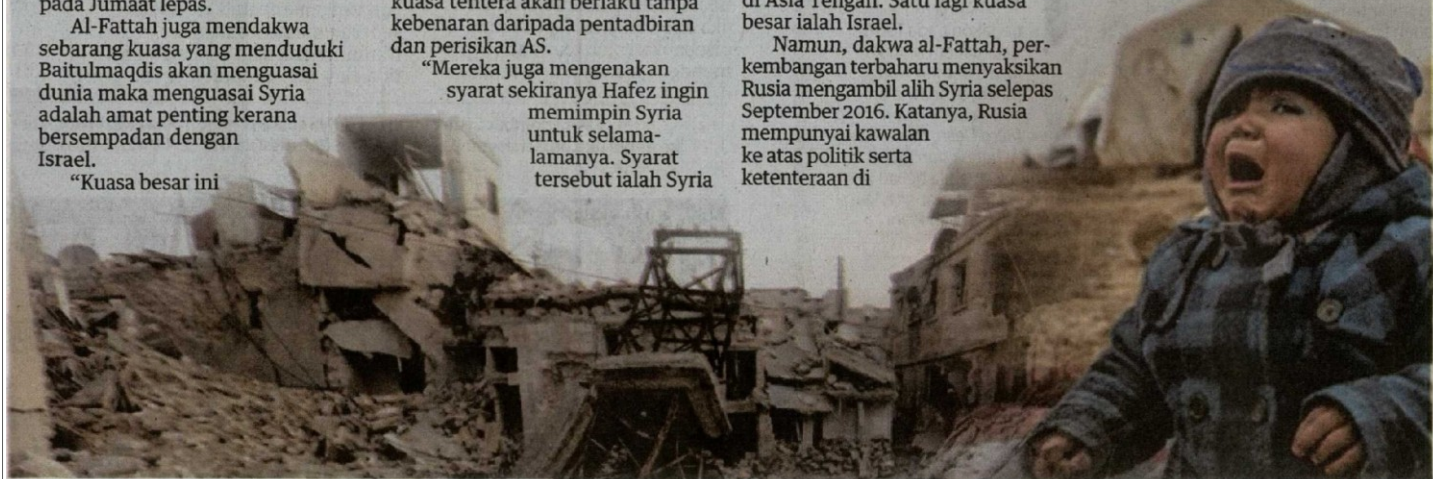 pada Jumaat lepas.
Al-Fattah juga mendakwa
sebarang kuasa yang menduduki
Baitulmaqdis akan menguasai
dunia maka menguasai Syria
adalah amat penting kerana
bersempadan dengan
Israel.
“Kuasa besar ini
kuasa tentera akan berlaku tanpa
kebenaran daripada pentadbiran
dan perisikan AS.
“Mereka juga mengenakan
syarat sekiranya Hafez ingin
memimpin Syria
untuk selama-
lamanya. Syarat
tersebut ialah Syria
di Asia Tengah. Satu lagi kuasa
besar ialah Israel.
Namun, dakwa al-Fattah, per-
kembangan terbaharu menyaksikan
Rusia mengambil alih Syria selepas
September 2016. Katanya, Rusia
mempunyai kawalan
ke atas politik serta
ketenteraan di